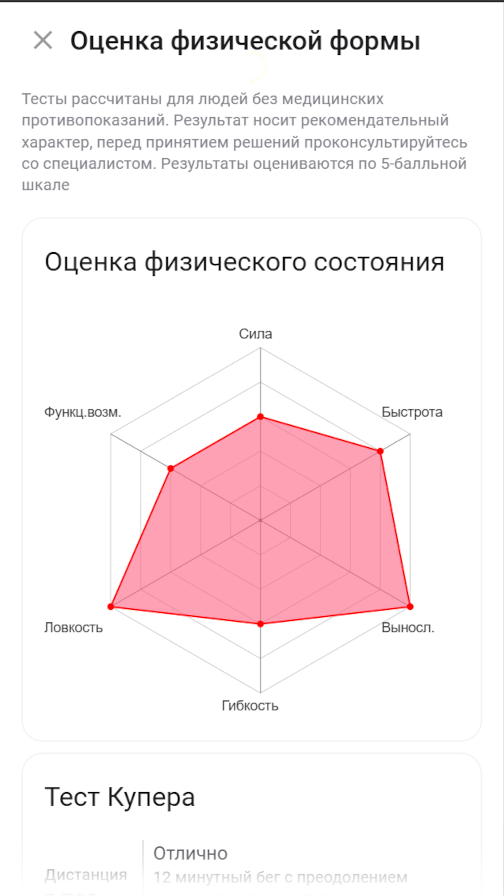 Оценка физической формы
Тесты рассчитаны для людей без медицинских
противопоказаний. Результат носит рекомендательный
характер, перед принятием решений проконсультируйтесь
со специалистом. Результаты оцениваются по 5-балльной
шкале
Оценка физического состояния
Сила
Функц.возм.
Быстрота
Ловкость
Выносл.
Гибкость
Тест Купера
Отлично
Дистанция
12 минутный бег с преодолением